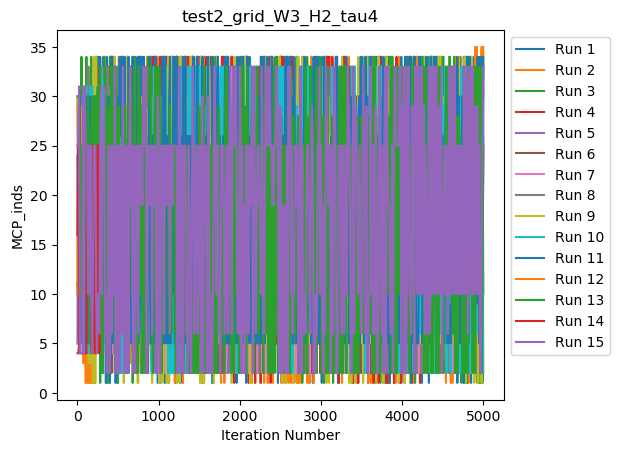 test2_grid_W3_H2_tau4
MCP_inds
35
30
25
20
15
10
5
0
0 1000 2000 3000 4000 5000
Iteration Number
Run 1
Run 2
Run 3
Run 4
Run 5
Run 6
Run 7
Run 8
Run 9
Run 10
Run 11
Run 12
Run 13
Run 14
Run 15